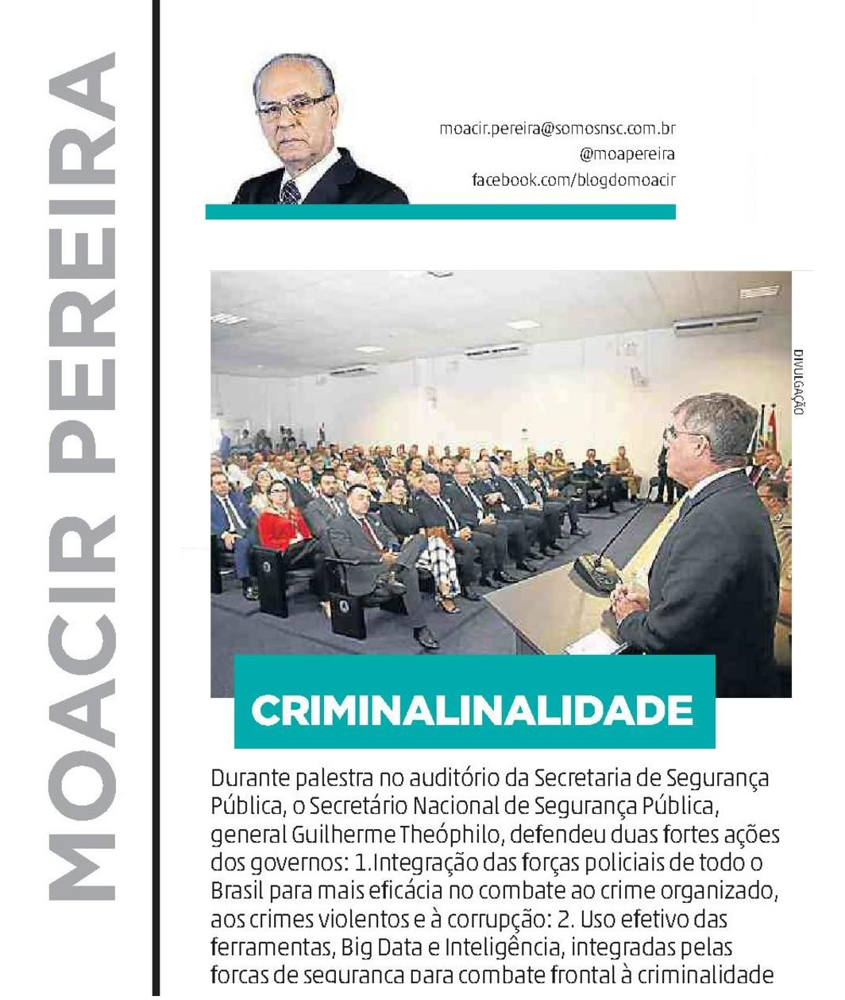 MOACIR PEREIRA
moacir.pereira@somosnsc.com.br
@moapereira
facebook.com/blogdomoacir
DIVULGAÇÃO
CRIMINALINALIDADE
Durante palestra no auditório da Secretaria de Segurança
Pública, o Secretário Nacional de Segurança Pública,
general Guilherme Theóphilo, defendeu duas fortes ações
dos governos: 1.Integração das forças policiais de todo o
Brasil para mais eficácia no combate ao crime organizado,
aos crimes violentos e à corrupção: 2. Uso efetivo das
ferramentas, Big Data e Inteligência, integradas pelas
forças de segurança para combate frontal à criminalidade